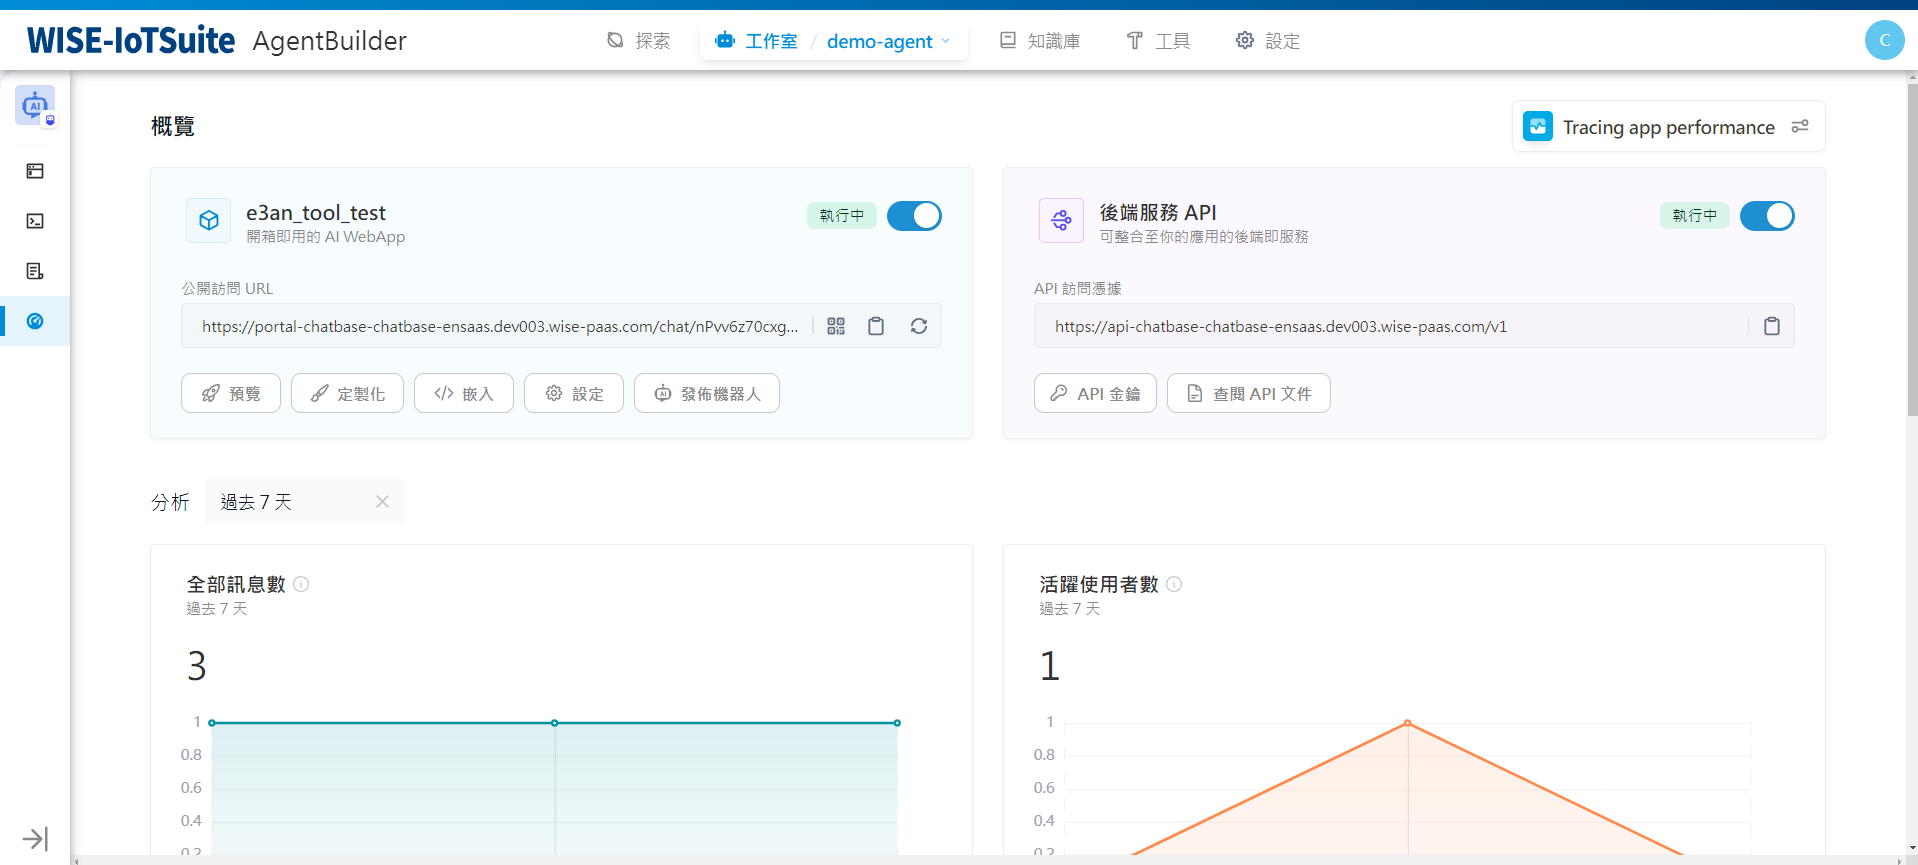 WISE-IoTSuite AgentBuilder
探索
工作室 / demo-agent
知識庫
工具
設定
C
AI
概覽
Tracing app performance
e3an_tool_test
開箱即用的 AI WebApp
執行中
公開訪問 URL
https://portal-chatbase-chatbase-ensaas.dev003.wise-paas.com/chat/nPvv6z70cxg...
預覽
定製化
嵌入
設定
發佈機器人
後端服務 API
可整合至你的應用的後端即服務
執行中
API 訪問憑據
https://api-chatbase-chatbase-ensaas.dev003.wise-paas.com/v1
API 金鑰
查閱 API 文件
分析
過去 7 天
全部訊息數
過去 7 天
3
1
0.8
0.6
0.4
0.2
活躍使用者數
過去 7 天
1
1
0.8
0.6
0.4
0.2